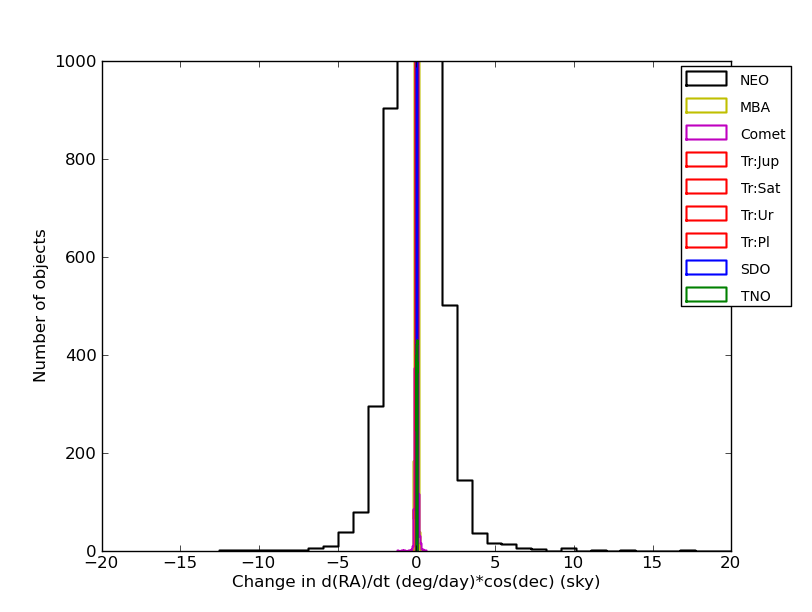 1000
800
600
400
200
0
Number of objects
−20
−15
−10
−5
0
5
10
15
20
Change in d(RA)/dt (deg/day)*cos(dec) (sky)
NEO
MBA
Comet
Tr:Jup
Tr:Sat
Tr:Ur
Tr:Pl
SDO
TNO